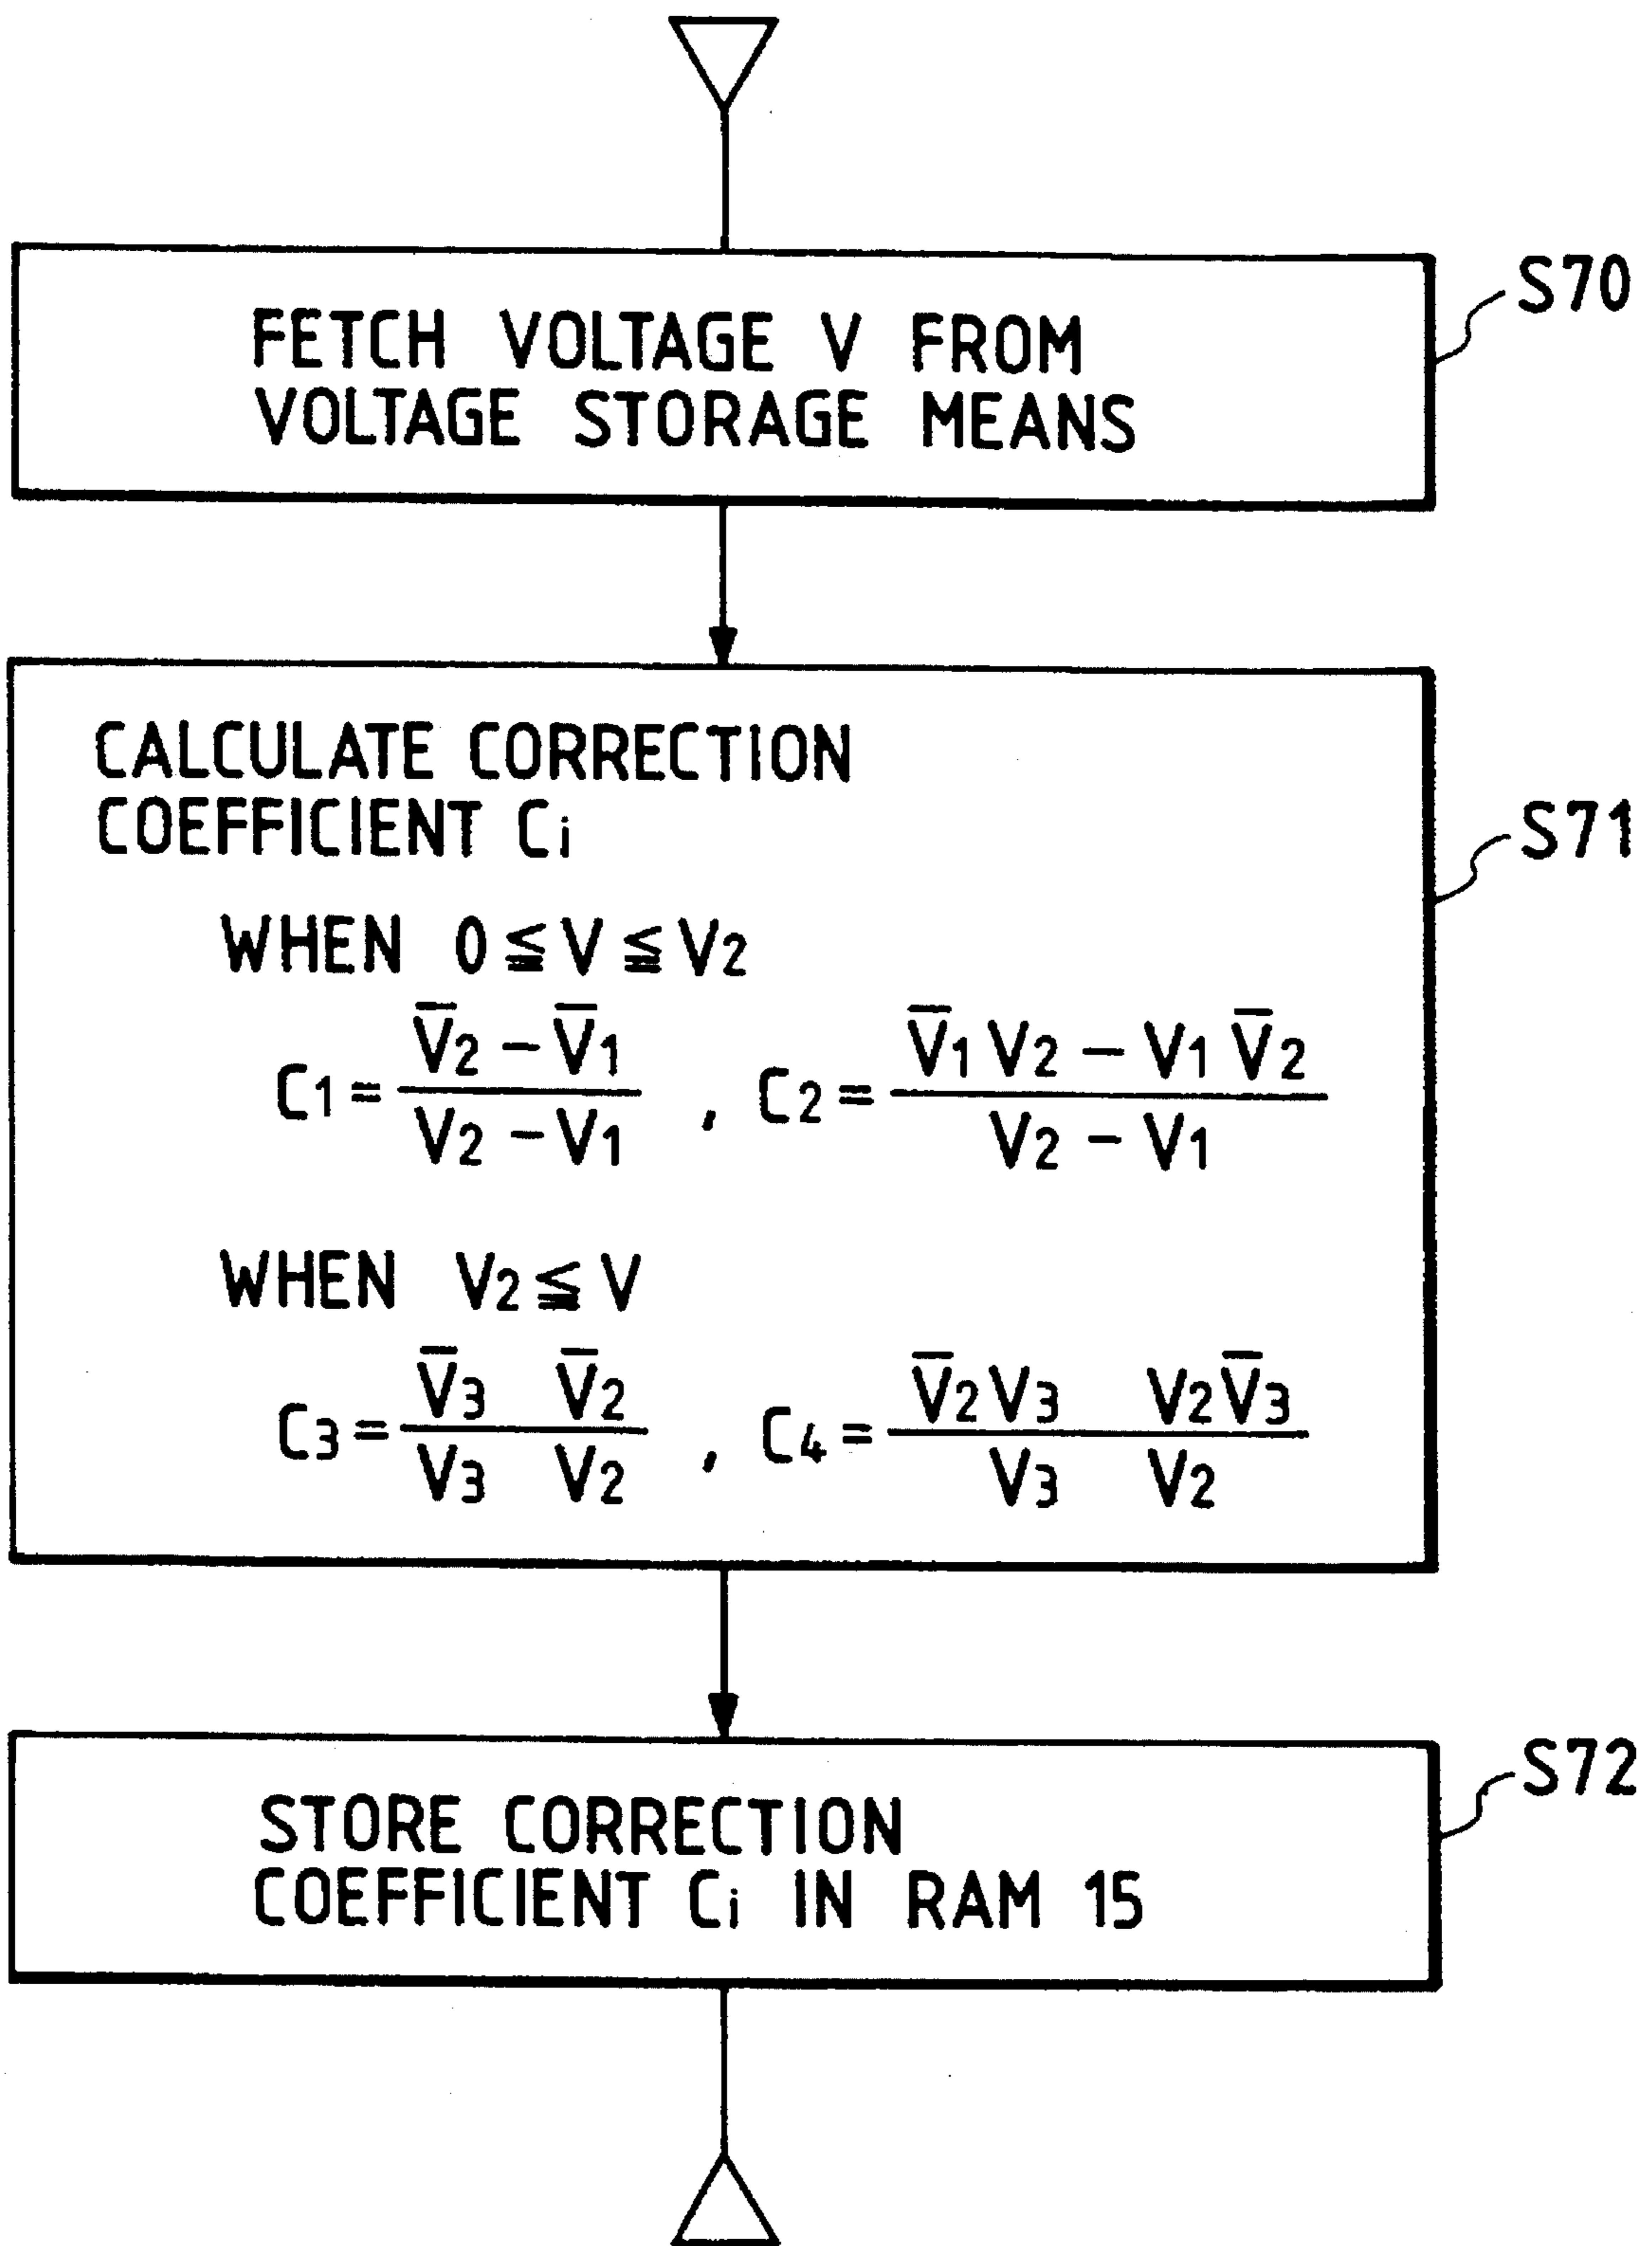 FETCH VOLTAGE V FROM
VOLTAGE STORAGE MEANS
S70
CALCULATE CORRECTION
COEFFICIENT Ci
S71
WHEN 0 ≦ V ≦ V2
C1 = (V̅2 − V̅1) / (V2 − V1) , C2 = (V̅1 V2 − V1 V̅2) / (V2 − V1)
WHEN V2 ≦ V
C3 = (V̅3 V̅2) / (V3 V2) , C4 = (V̅2 V3 V2 V̅3) / (V3 V2)
STORE CORRECTION
COEFFICIENT Ci IN RAM 15
S72